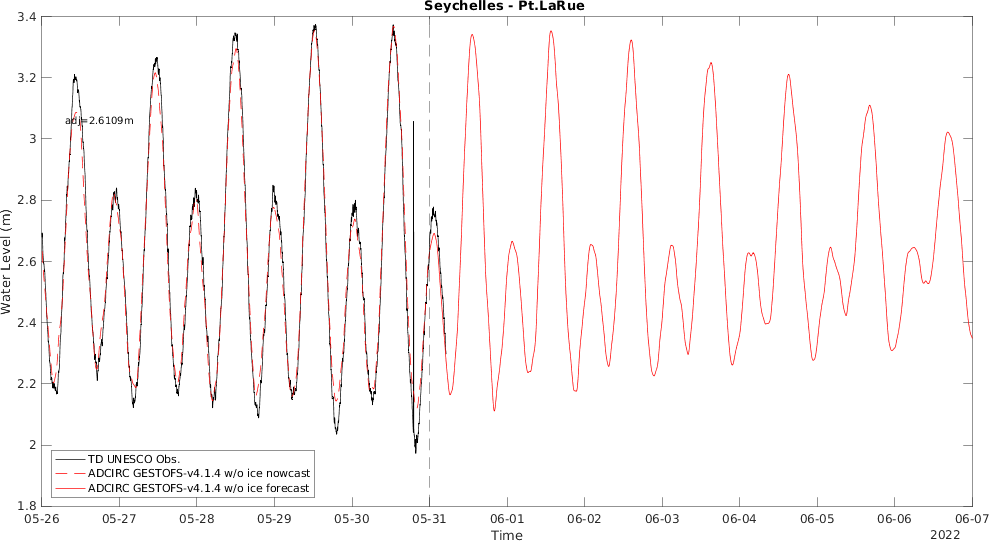 Seychelles - Pt.LaRue
3.4
3.2
3
2.8
2.6
2.4
2.2
2
1.8
Water Level (m)
adj=2.6109m
TD UNESCO Obs.
ADCIRC GESTOFS-v4.1.4 w/o ice nowcast
ADCIRC GESTOFS-v4.1.4 w/o ice forecast
05-26 05-27 05-28 05-29 05-30 05-31 06-01 06-02 06-03 06-04 06-05 06-06 06-07
Time
2022